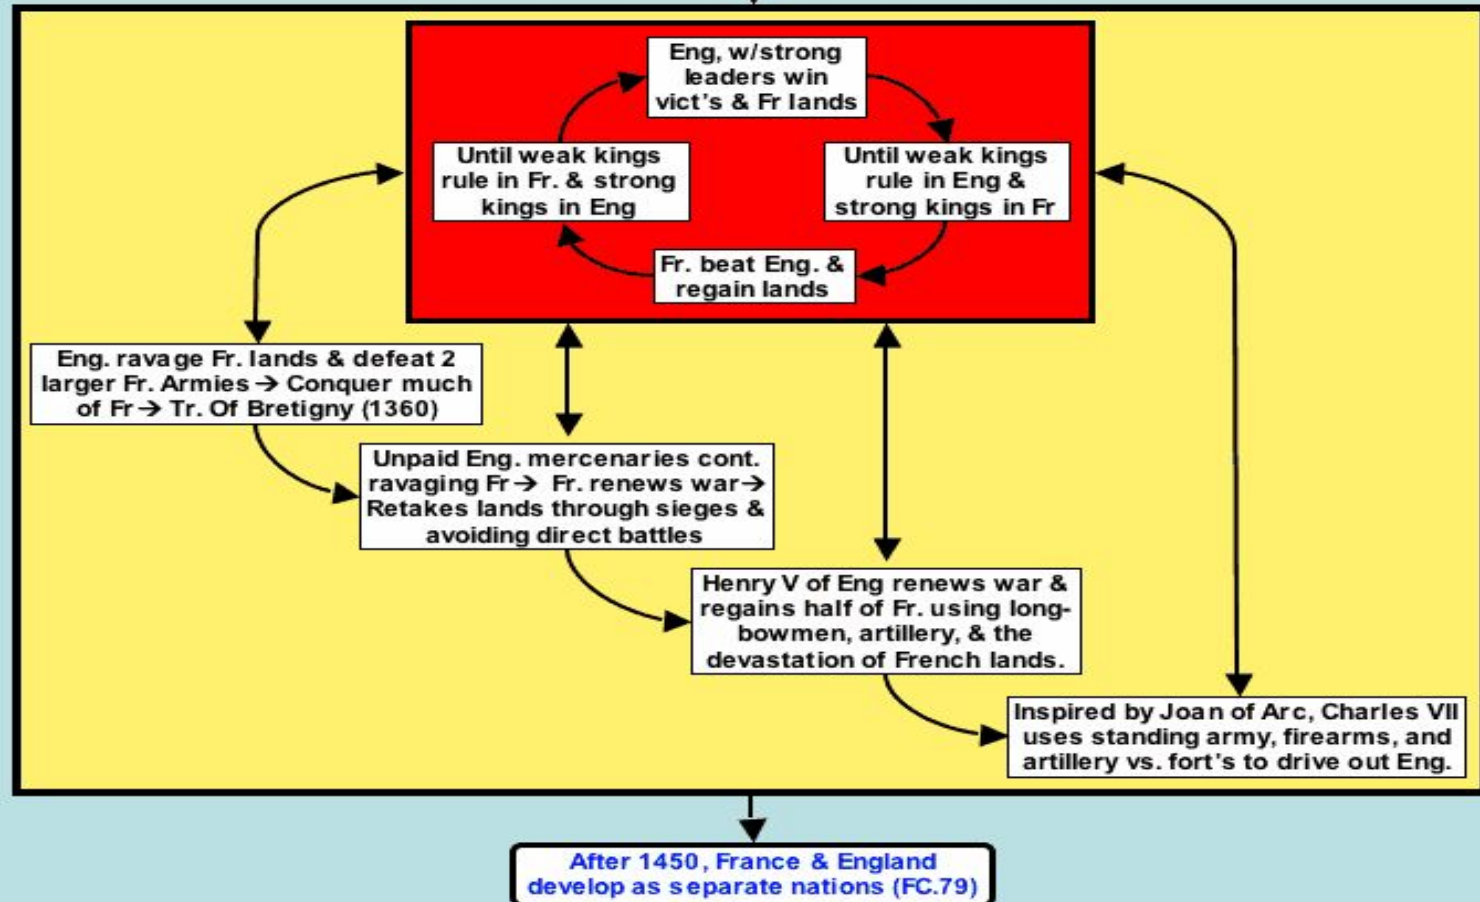 Eng, w/strong
leaders win
vict's & Fr lands
Until weak kings
rule in Fr. & strong
kings in Eng
Until weak kings
rule in Eng &
strong kings in Fr
Fr. beat Eng. &
regain lands
Eng. ravage Fr. lands & defeat 2
larger Fr. Armies → Conquer much
of Fr → Tr. Of Bretigny (1360)
Unpaid Eng. mercenaries cont.
ravaging Fr → Fr. renews war →
Retakes lands through sieges &
avoiding direct battles
Henry V of Eng renews war &
regains half of Fr. using long-
bowmen, artillery, & the
devastation of French lands.
Inspired by Joan of Arc, Charles VII
uses standing army, firearms, and
artillery vs. fort's to drive out Eng.
After 1450, France & England
develop as separate nations (FC.79)